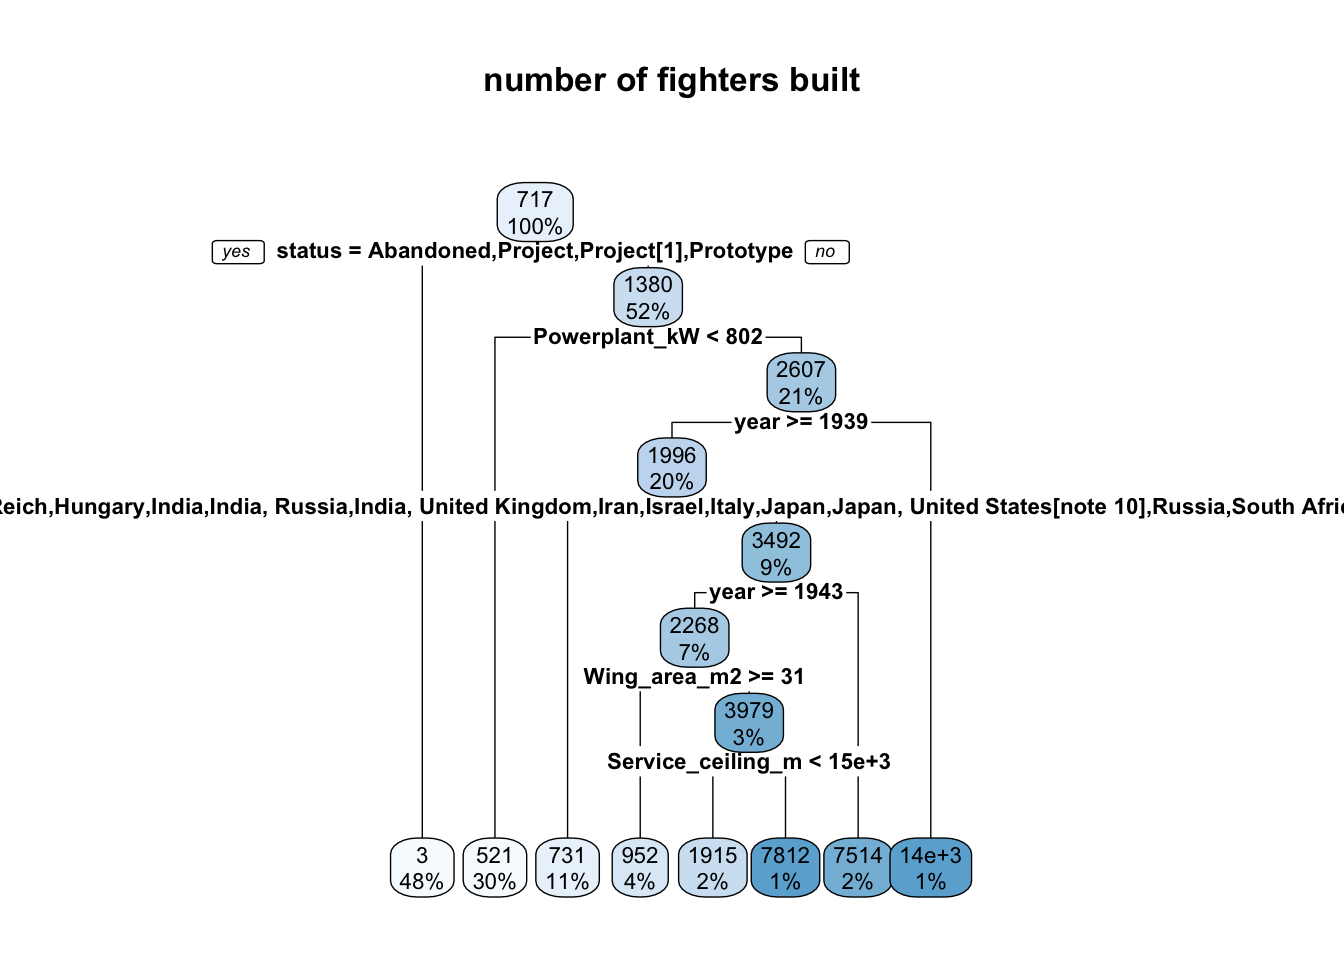 number of fighters built
717
100%
yes status = Abandoned,Project,Project[1],Prototype no
1380
52%
Powerplant_kW < 802
2607
21%
year >= 1939
1996
20%
Reich,Hungary,India,India, Russia,India, United Kingdom,Iran,Israel,Italy,Japan,Japan, United States[note 10],Russia,South
3492
9%
year >= 1943
2268
7%
Wing_area_m2 >= 31
3979
3%
Service_ceiling_m < 15e+3
3 521 731 952 1915 7812 7514 14e+3
48% 30% 11% 4% 2% 1% 2% 1%